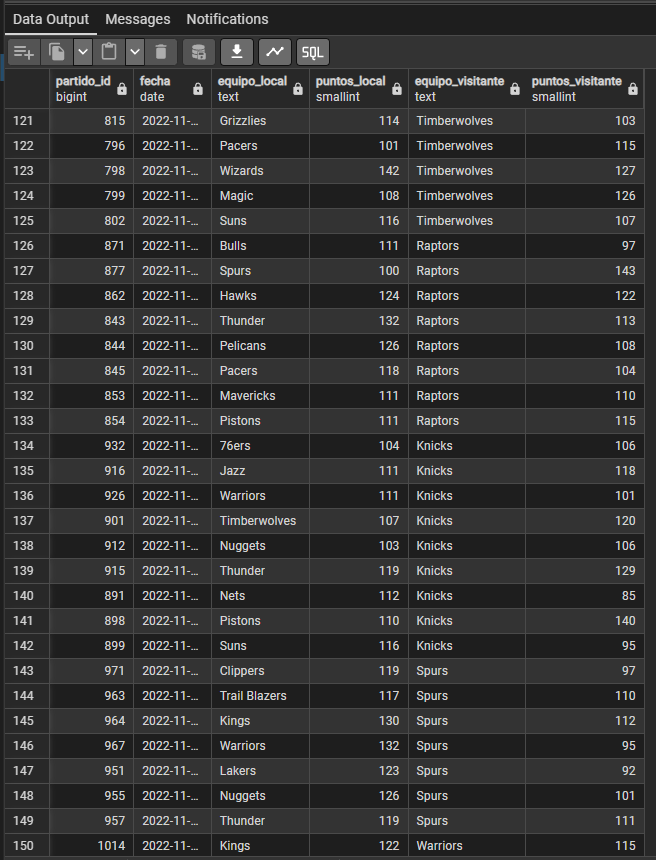 Data Output Messages Notifications
SQL
partido_id fecha equipo_local puntos_local equipo_visitante puntos_visitante
bigint date text smallint text smallint
121 815 2022-11-... Grizzlies 114 Timberwolves 103
122 796 2022-11-... Pacers 101 Timberwolves 115
123 798 2022-11-... Wizards 142 Timberwolves 127
124 799 2022-11-... Magic 108 Timberwolves 126
125 802 2022-11-... Suns 116 Timberwolves 107
126 871 2022-11-... Bulls 111 Raptors 97
127 877 2022-11-... Spurs 100 Raptors 143
128 862 2022-11-... Hawks 124 Raptors 122
129 843 2022-11-... Thunder 132 Raptors 113
130 844 2022-11-... Pelicans 126 Raptors 108
131 845 2022-11-... Pacers 118 Raptors 104
132 853 2022-11-... Mavericks 111 Raptors 110
133 854 2022-11-... Pistons 111 Raptors 115
134 932 2022-11-... 76ers 104 Knicks 106
135 916 2022-11-... Jazz 111 Knicks 118
136 926 2022-11-... Warriors 111 Knicks 101
137 901 2022-11-... Timberwolves 107 Knicks 120
138 912 2022-11-... Nuggets 103 Knicks 106
139 915 2022-11-... Thunder 119 Knicks 129
140 891 2022-11-... Nets 112 Knicks 85
141 898 2022-11-... Pistons 110 Knicks 140
142 899 2022-11-... Suns 116 Knicks 95
143 971 2022-11-... Clippers 119 Spurs 97
144 963 2022-11-... Trail Blazers 117 Spurs 110
145 964 2022-11-... Kings 130 Spurs 112
146 967 2022-11-... Warriors 132 Spurs 95
147 951 2022-11-... Lakers 123 Spurs 92
148 955 2022-11-... Nuggets 126 Spurs 101
149 957 2022-11-... Thunder 119 Spurs 111
150 1014 2022-11-... Kings 122 Warriors 115